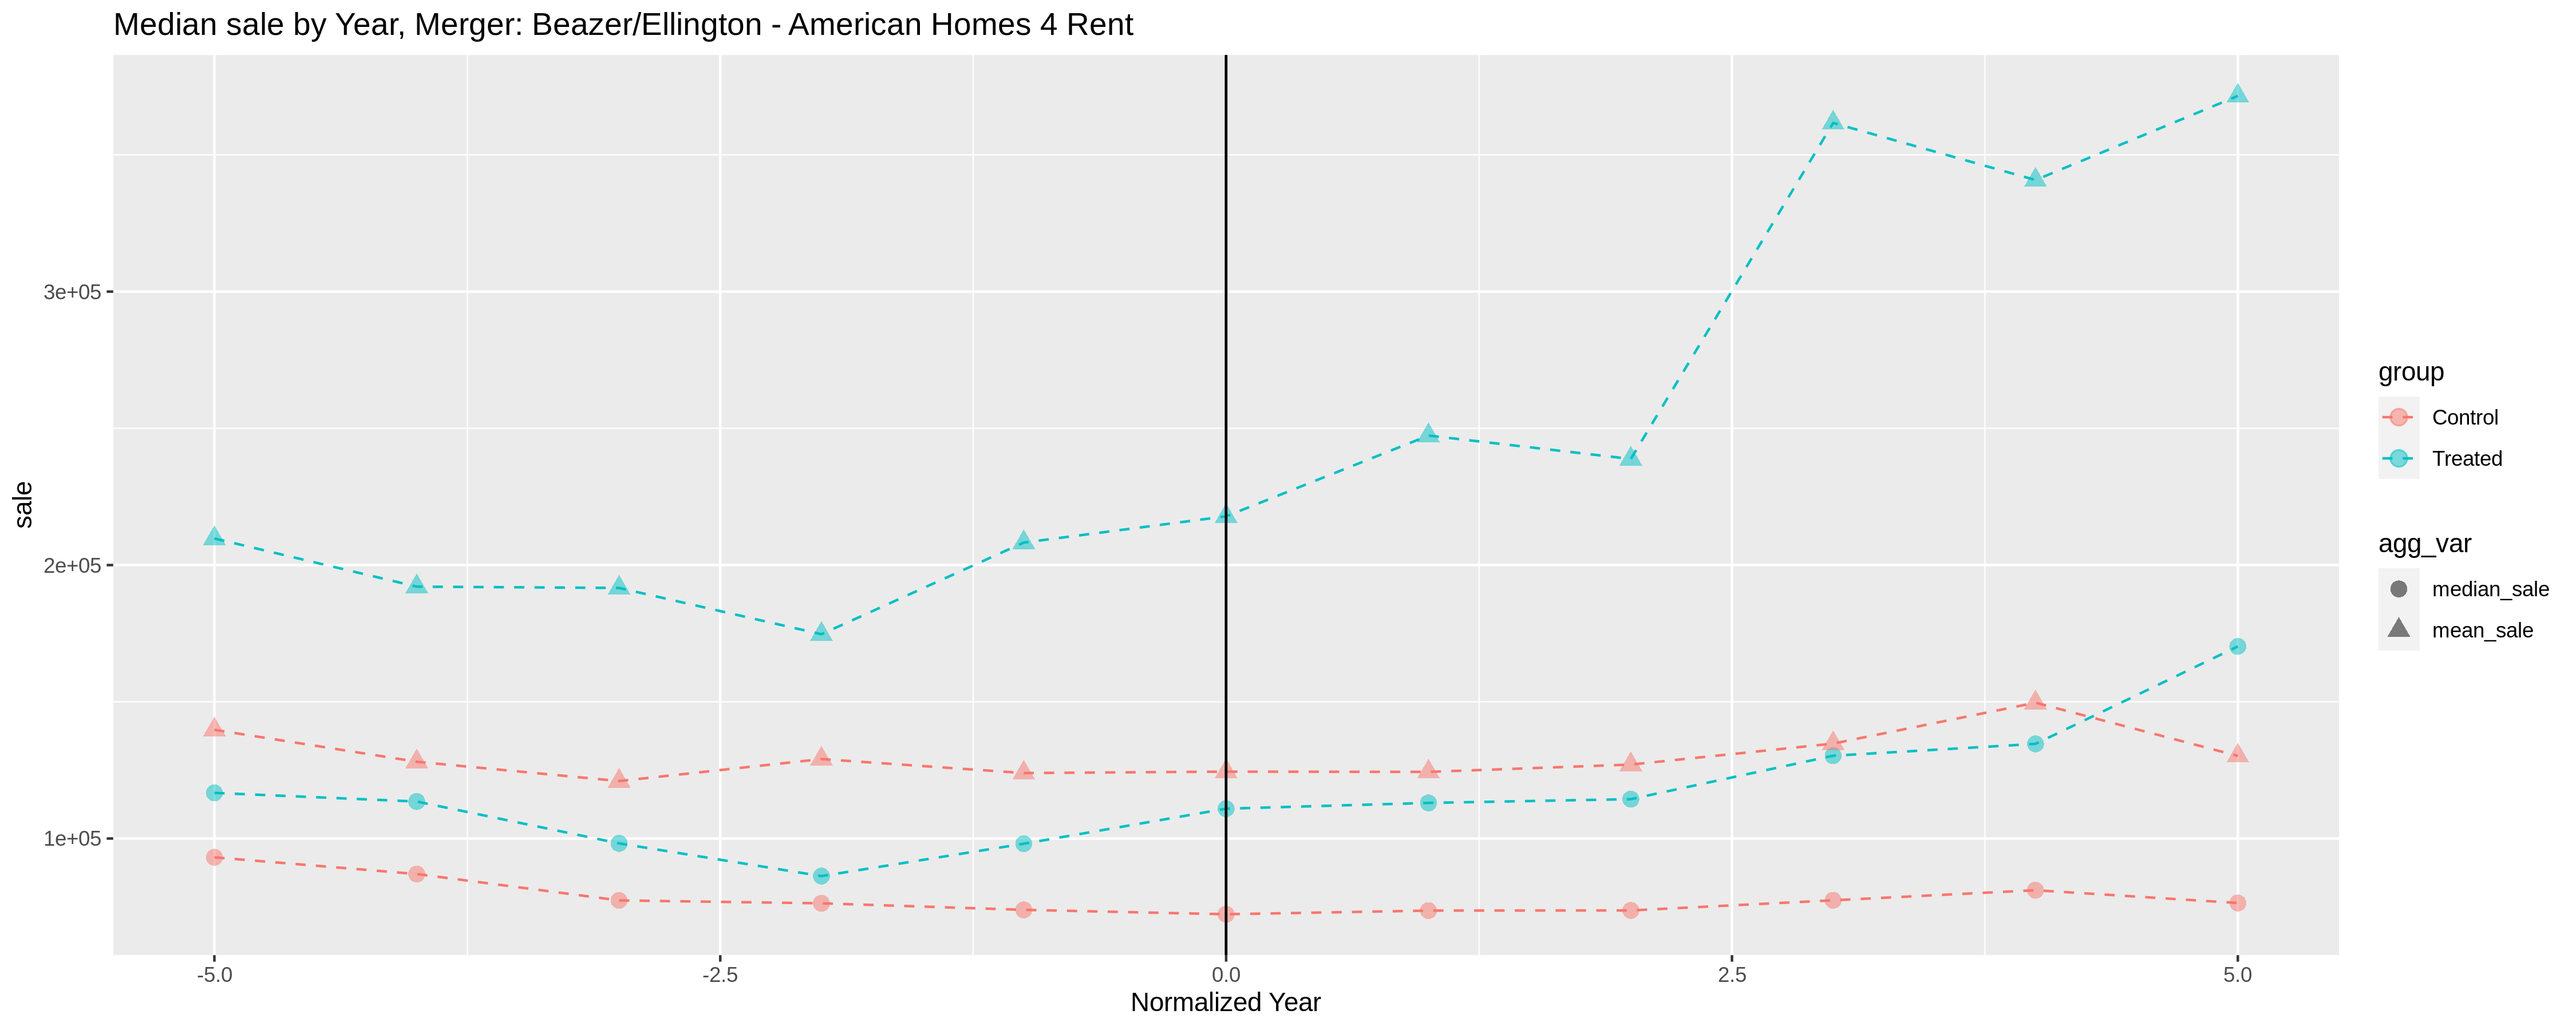 Median sale by Year, Merger: Beazer/Ellington - American Homes 4 Rent
sale
3e+05
2e+05
1e+05
-5.0
-2.5
0.0
2.5
5.0
Normalized Year
group
Control
Treated
agg_var
median_sale
mean_sale